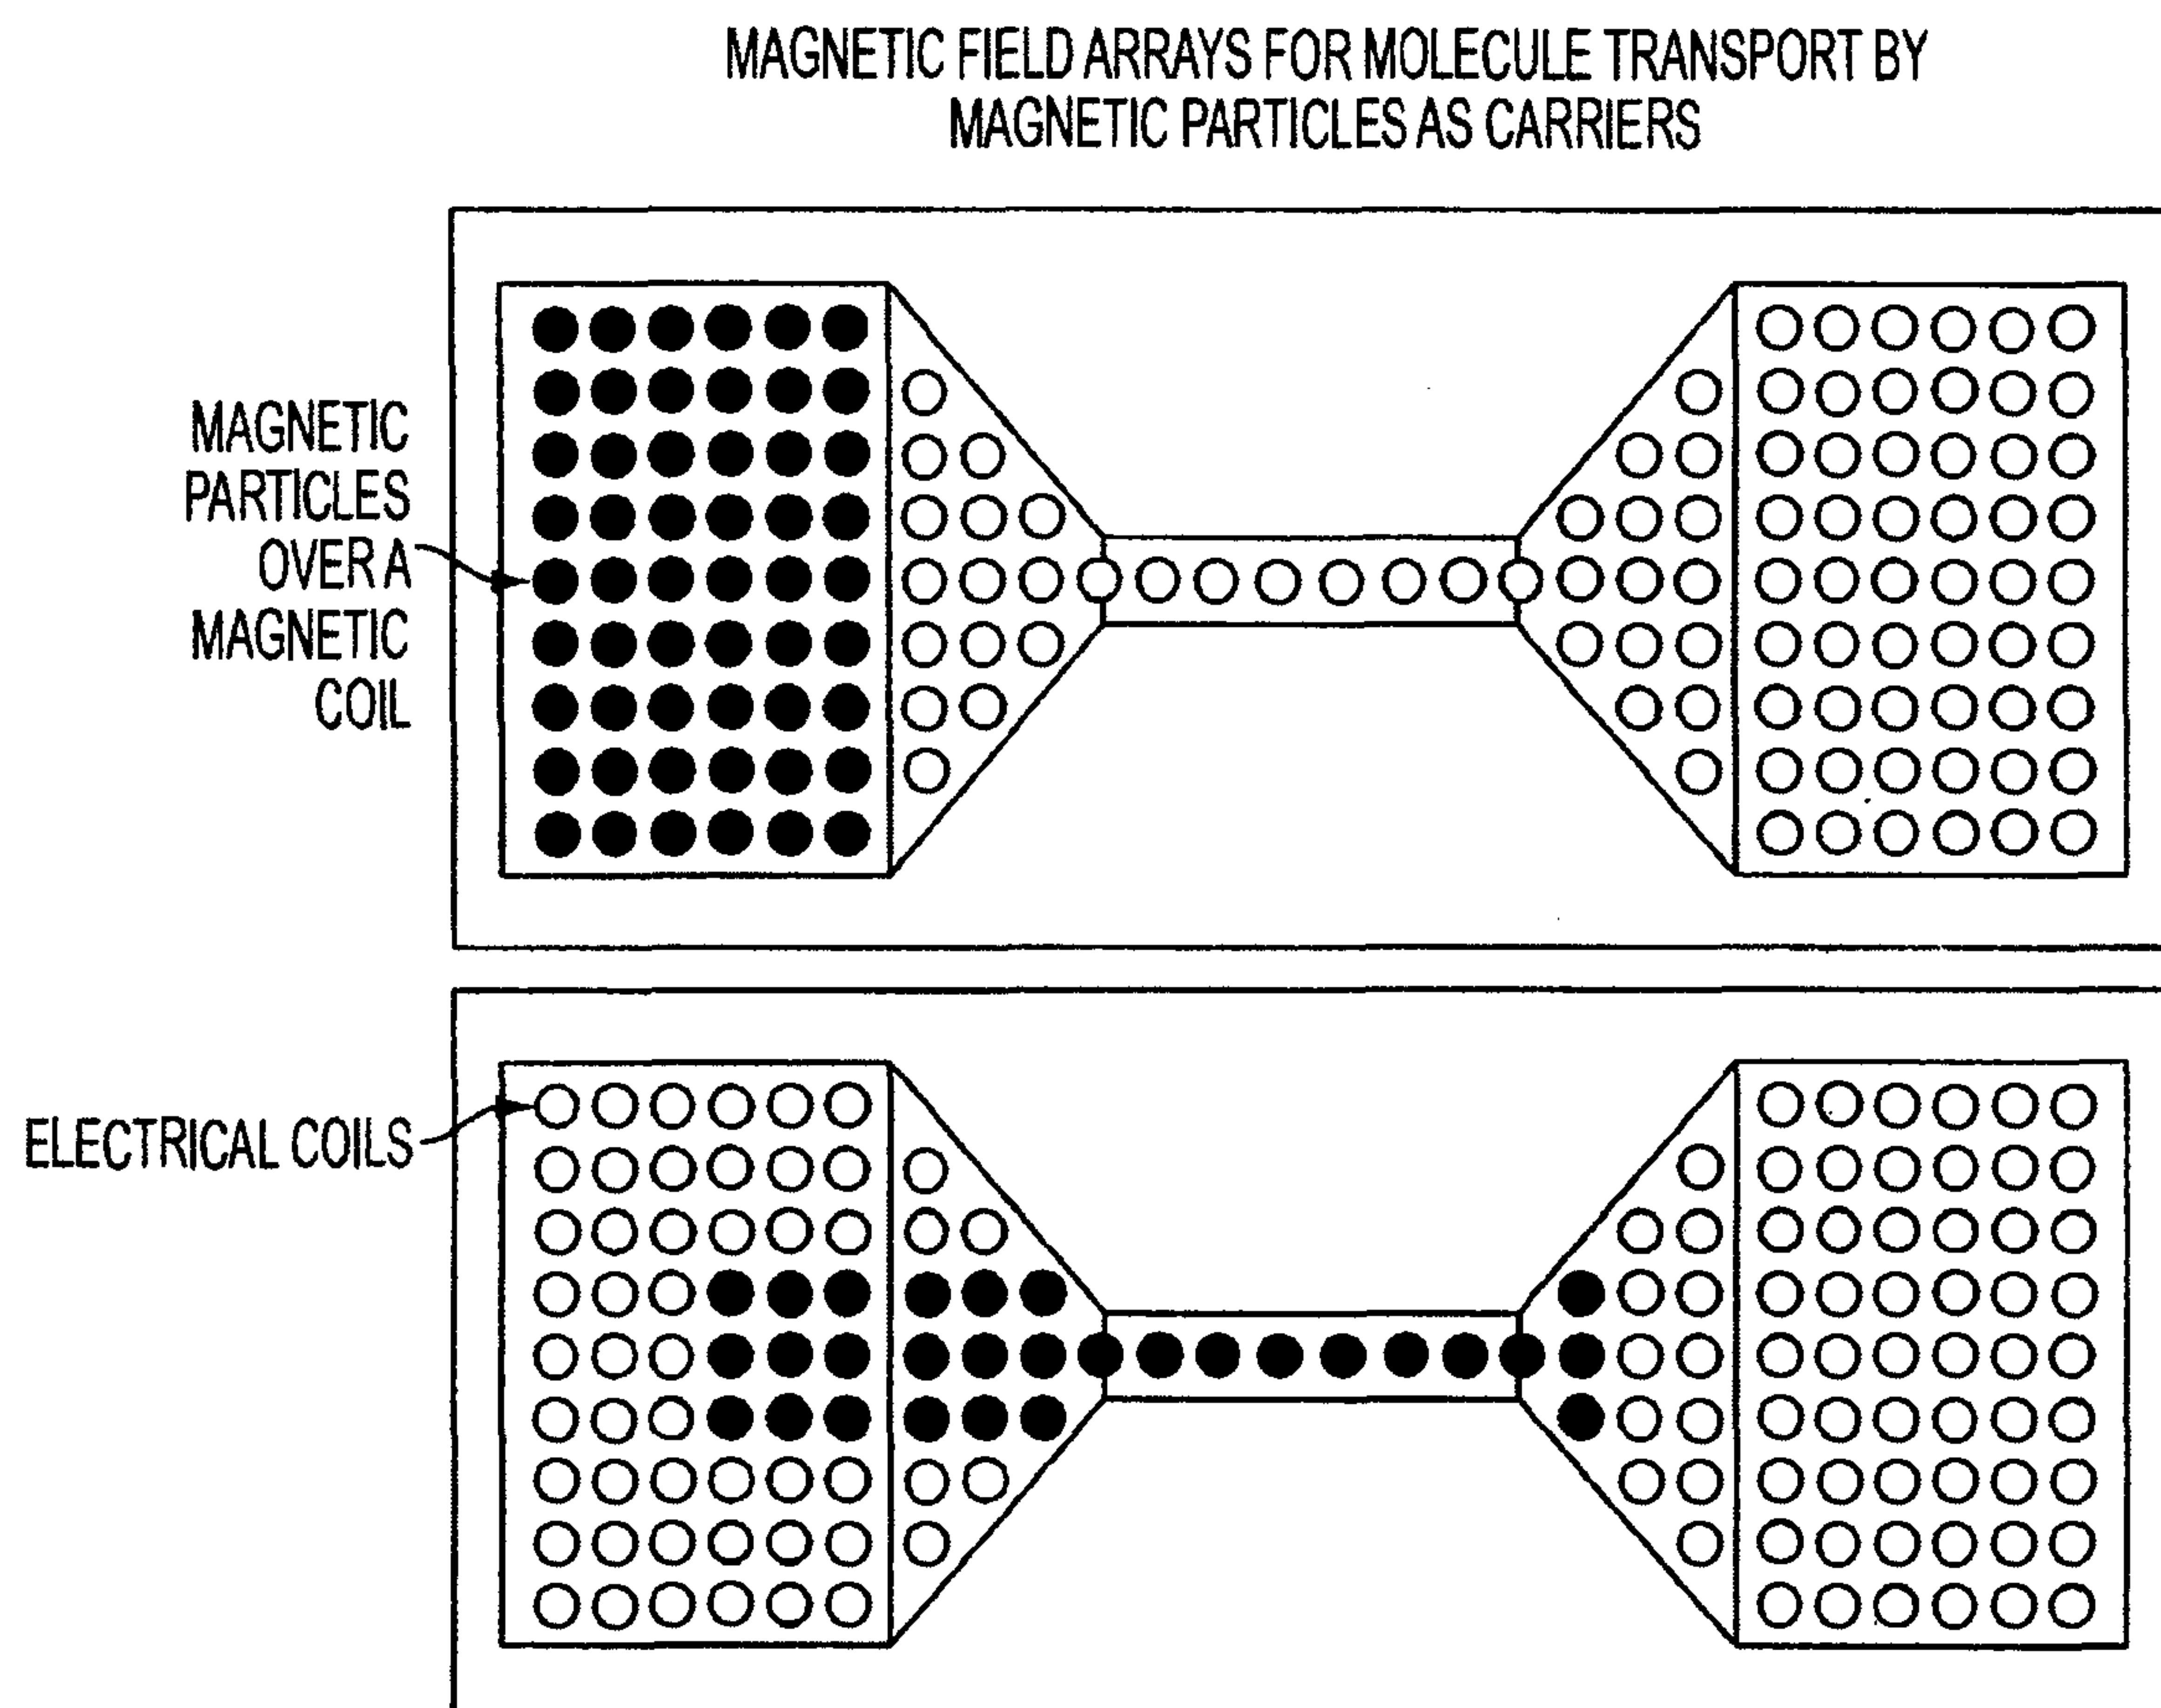 MAGNETIC FIELD ARRAYS FOR MOLECULE TRANSPORT BY
MAGNETIC PARTICLES AS CARRIERS
MAGNETIC
PARTICLES
OVER A
MAGNETIC
COIL
ELECTRICAL COILS